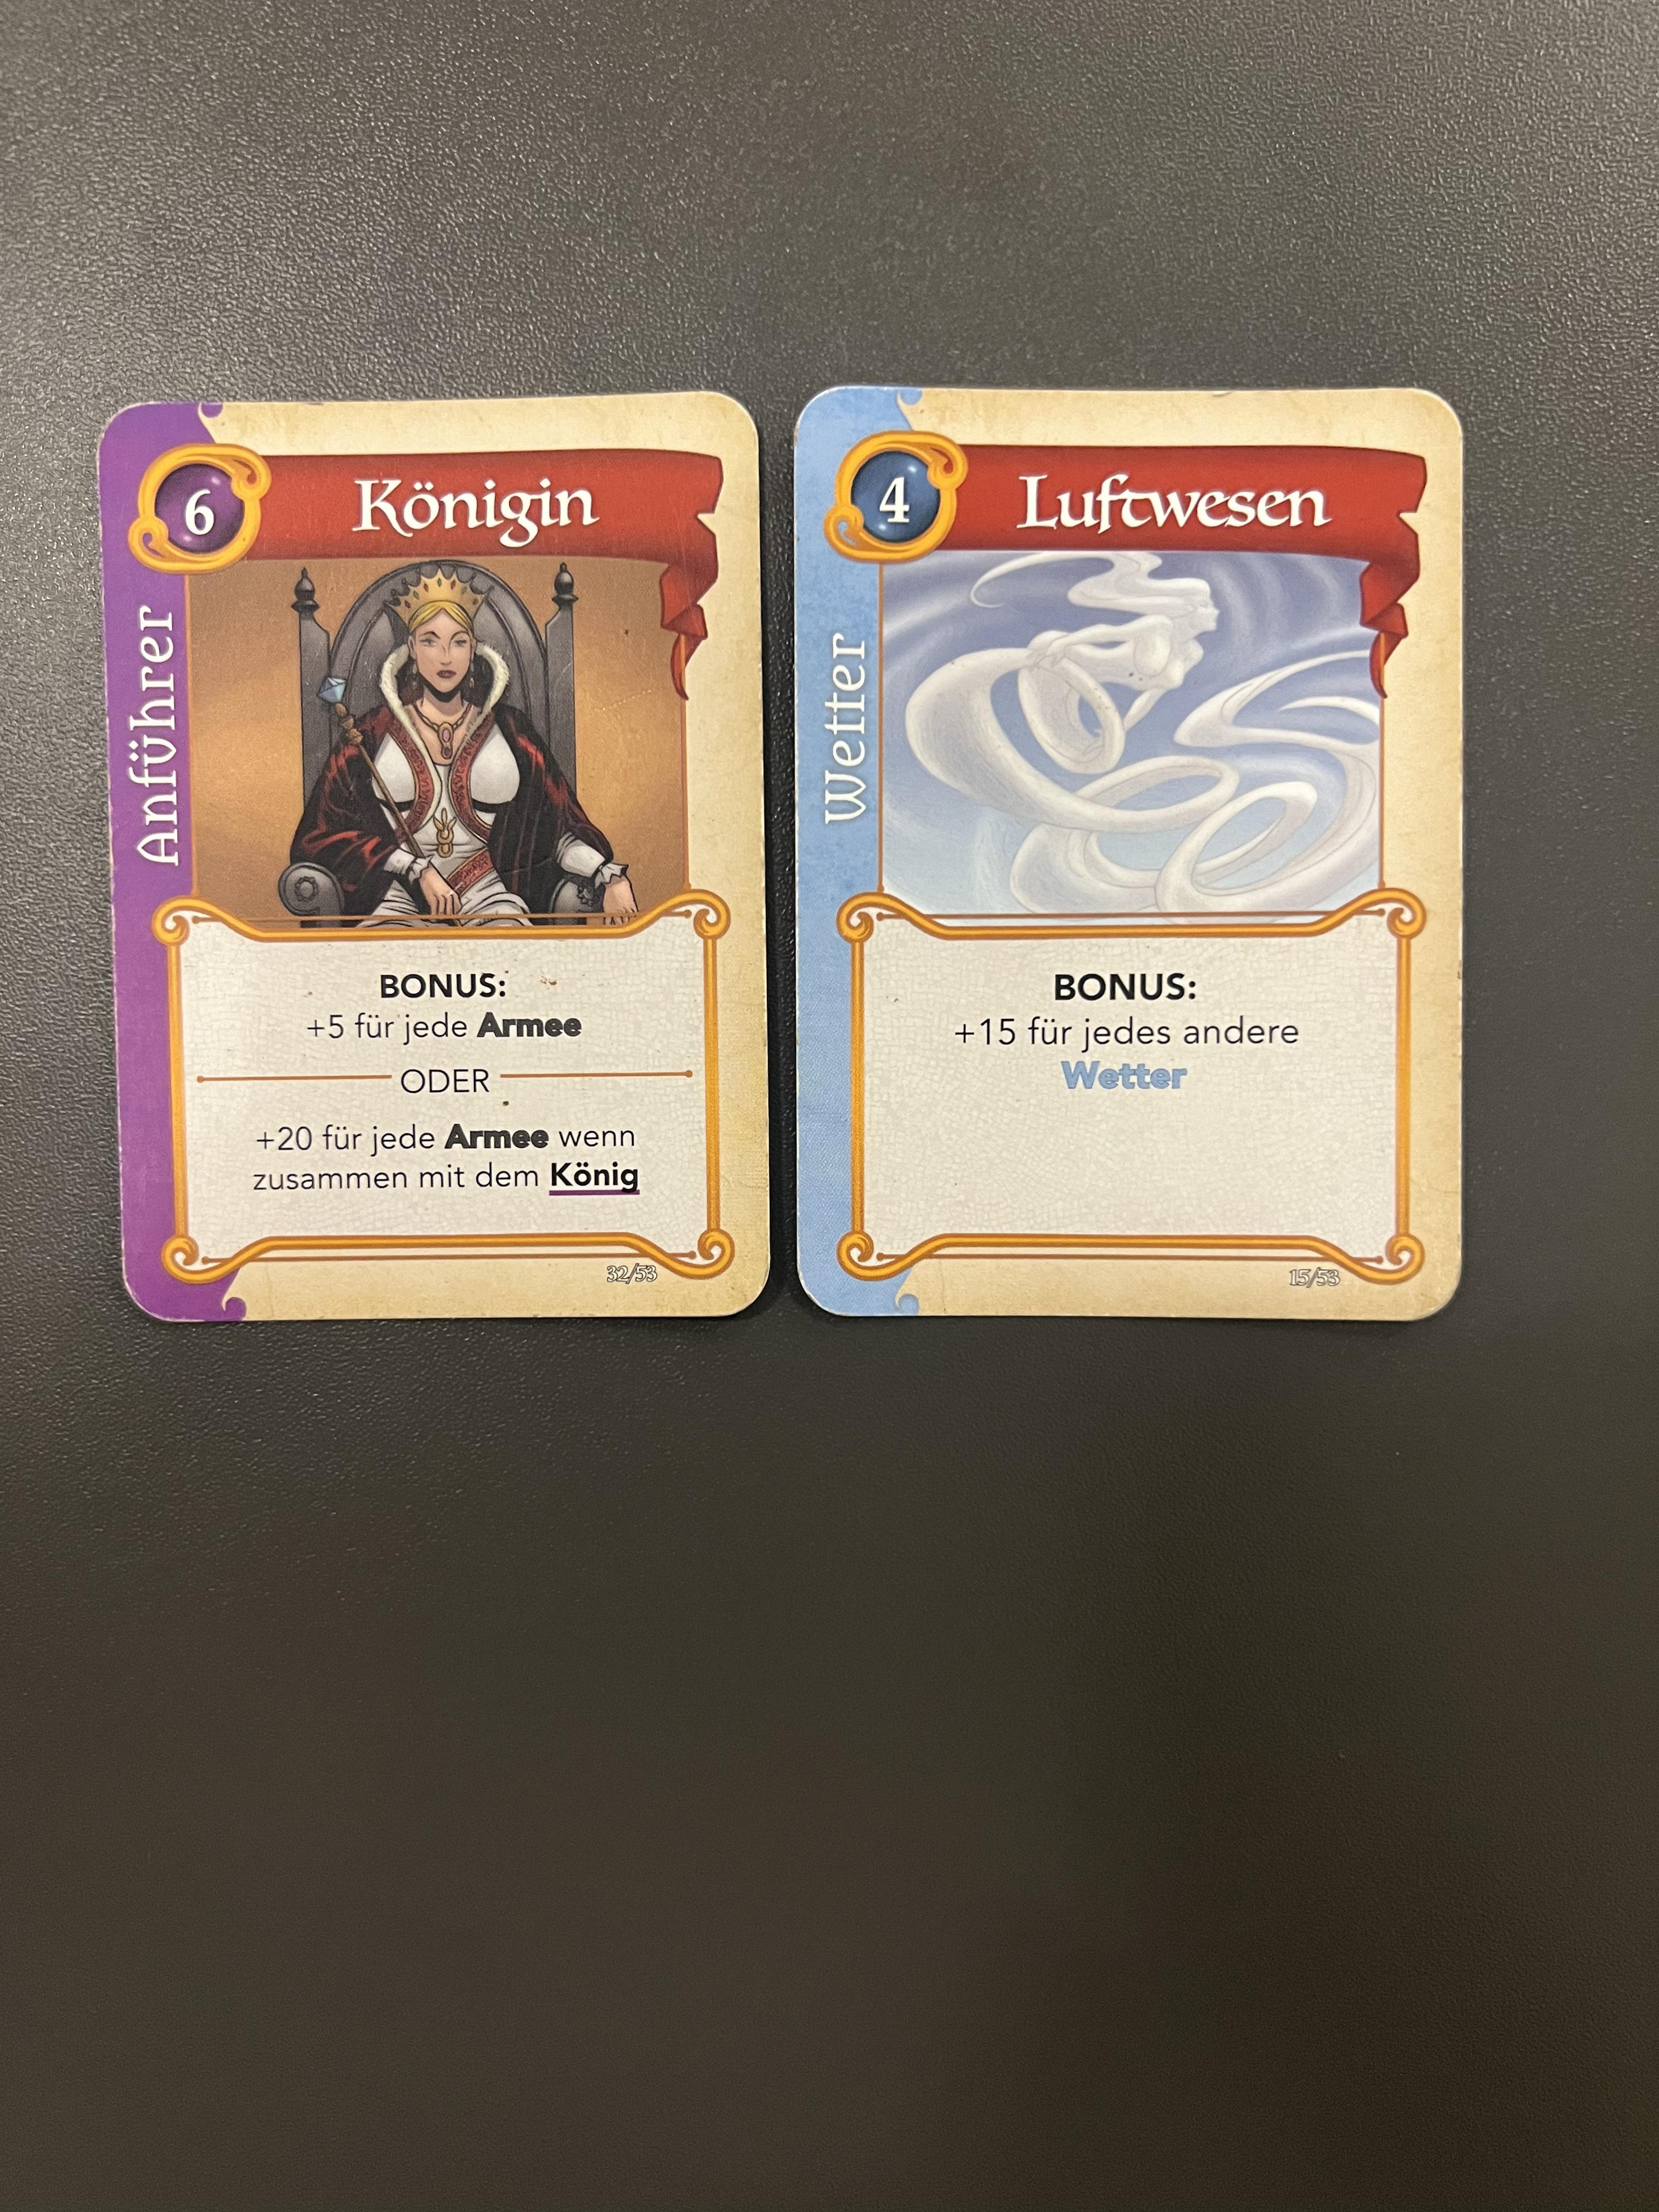 6
Königin
Anführer
BONUS:
+5 für jede Armee
ODER
+20 für jede Armee wenn
zusammen mit dem König
32/53
4
Luftwesen
Wetter
BONUS:
+15 für jedes andere
Wetter
15/53